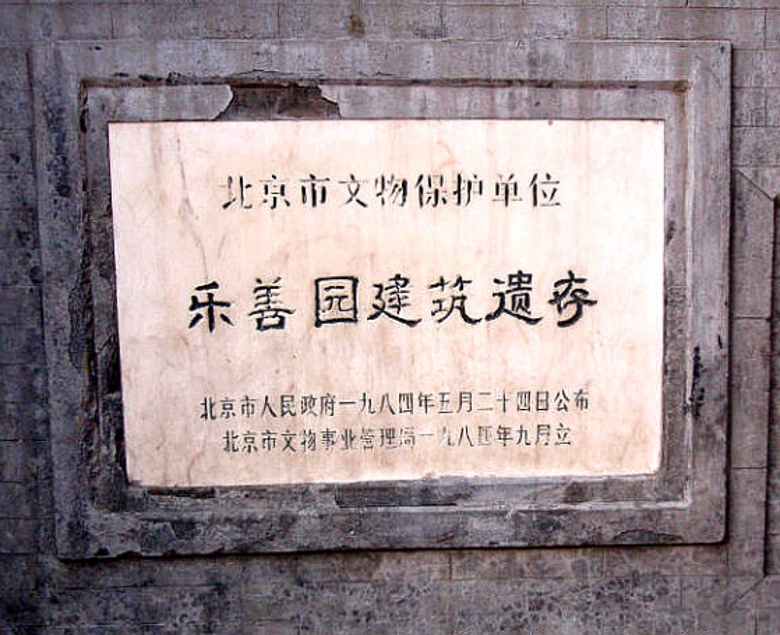 北京市文物保护单位
乐善园建筑遗存
北京市人民政府一九八四年五月二十四日公布
北京市文物事业管理局一九八四年九月立